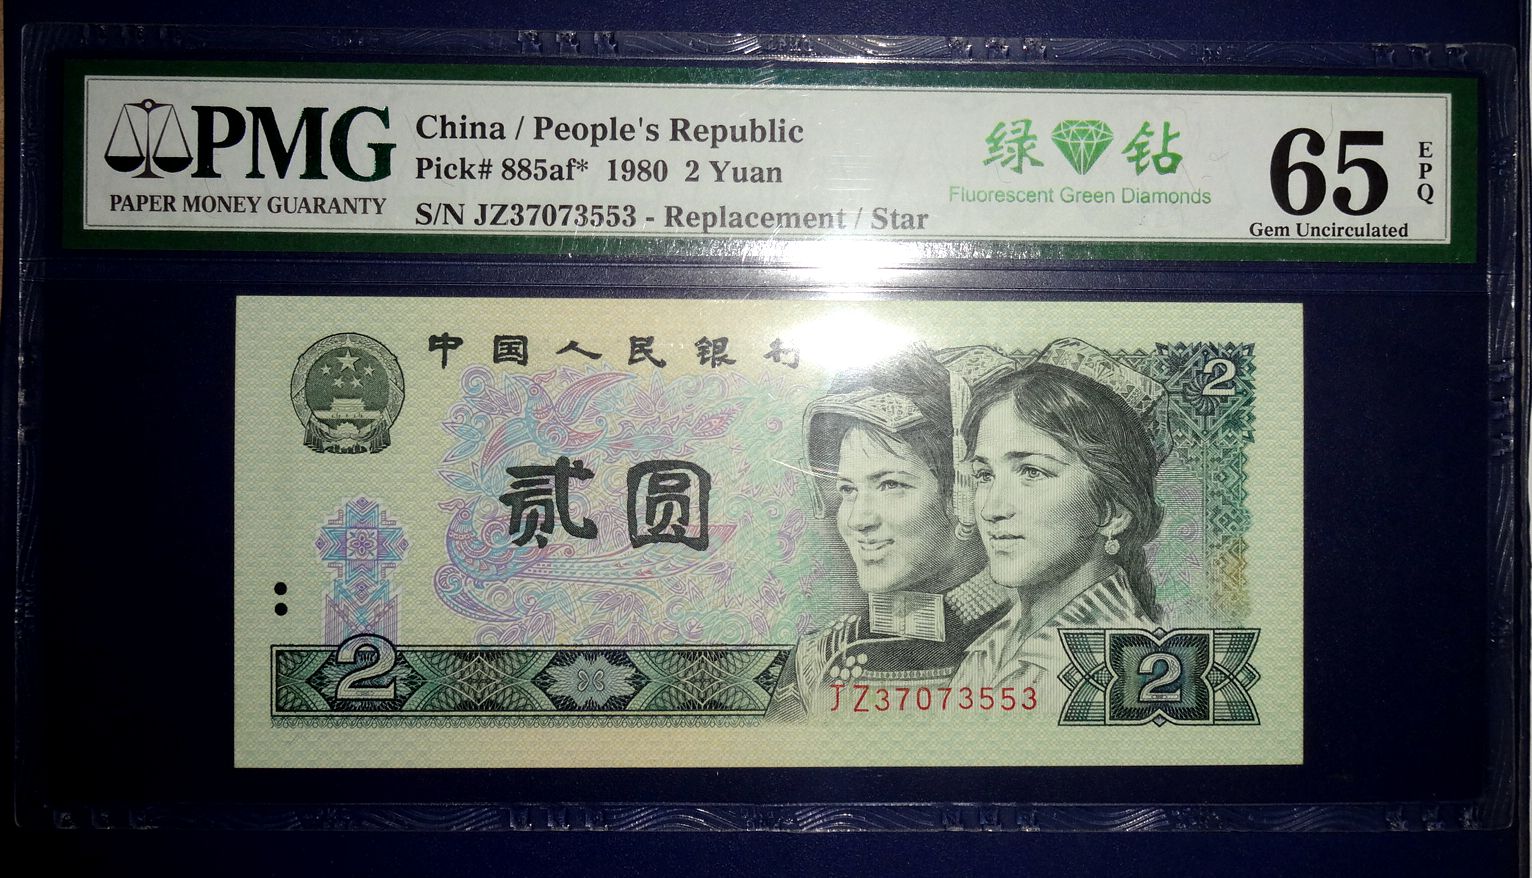 PMG
PAPER MONEY GUARANTY
China / People's Republic
Pick# 885af* 1980 2 Yuan
S/N JZ37073553 - Replacement / Star
绿 钻
Fluorescent Green Diamonds
65
EPQ
Gem Uncirculated
中国人民银
2
贰圆
2
JZ37073553
2